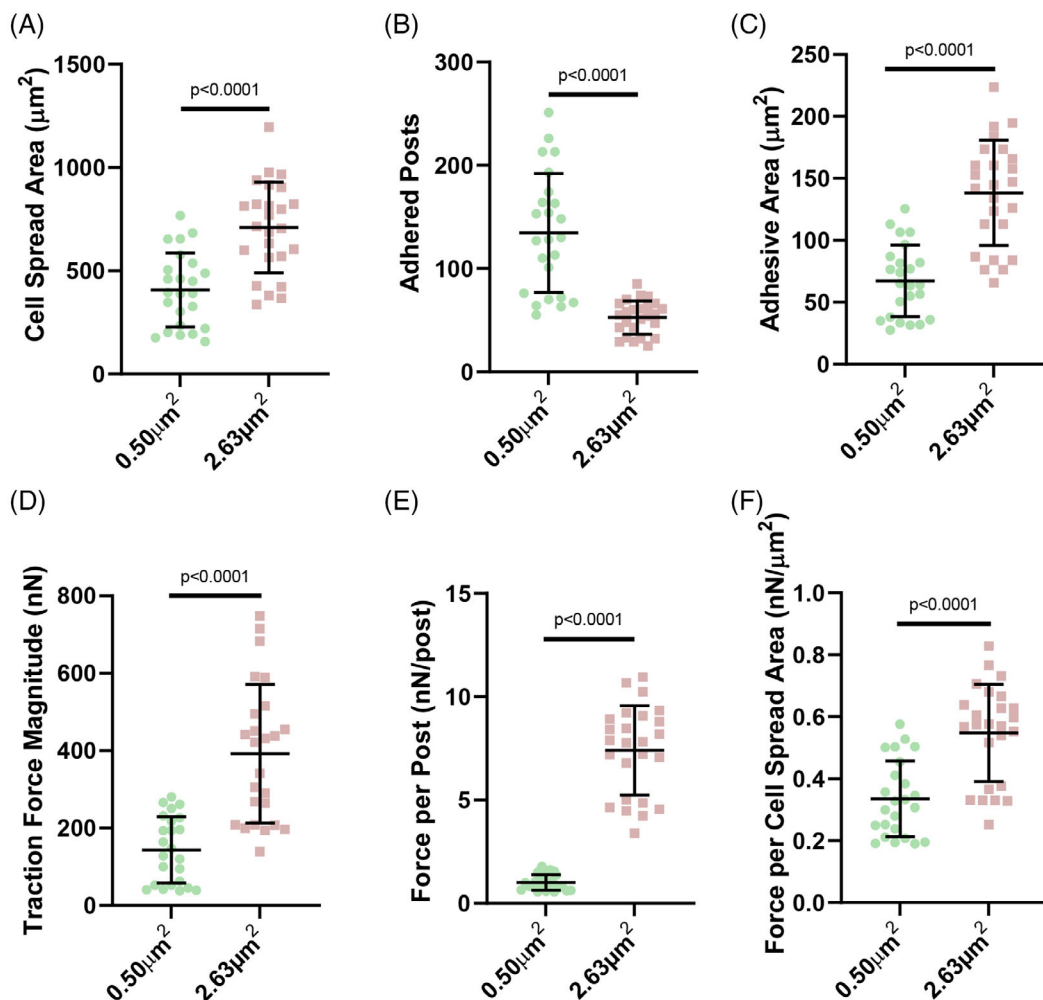 (A)
Cell Spread Area (μm²)
1500
1000
500
0
p<0.0001
0.50μm²
2.63μm²
(B)
Adhered Posts
300
200
100
0
p<0.0001
0.50μm²
2.63μm²
(C)
Adhesive Area (μm²)
250
200
150
100
50
0
p<0.0001
0.50μm²
2.63μm²
(D)
Traction Force Magnitude (nN)
800
600
400
200
0
p<0.0001
0.50μm²
2.63μm²
(E)
Force per Post (nN/post)
15
10
5
0
p<0.0001
0.50μm²
2.63μm²
(F)
Force per Cell Spread Area (nN/μm²)
1.0
0.8
0.6
0.4
0.2
0.0
p<0.0001
0.50μm²
2.63μm²